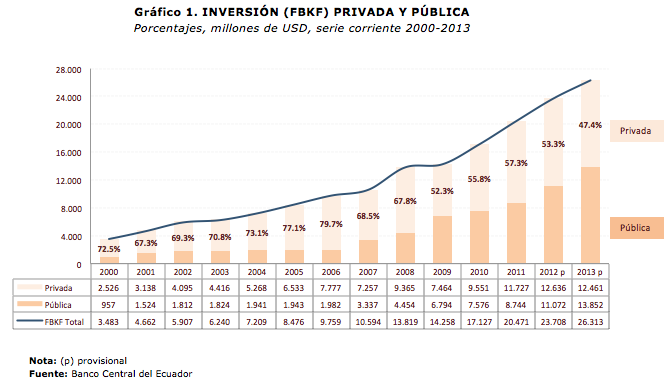 Gráfico 1. INVERSIÓN (FBKF) PRIVADA Y PÚBLICA
Porcentajes, millones de USD, serie corriente 2000-2013
28.000
24.000
20.000
16.000
12.000
8.000
4.000
0
72.5% 67.3% 69.3% 70.8% 73.1% 77.1% 79.7% 68.5% 67.8% 52.3% 55.8% 57.3% 53.3% 47.4%
Privada
Pública
2000 2001 2002 2003 2004 2005 2006 2007 2008 2009 2010 2011 2012 p 2013 p
Privada 2.526 3.138 4.095 4.416 5.268 6.533 7.777 7.257 9.365 7.464 9.551 11.727 12.636 12.461
Pública 957 1.524 1.812 1.824 1.941 1.943 1.982 3.337 4.454 6.794 7.576 8.744 11.072 13.852
FBKF Total 3.483 4.662 5.907 6.240 7.209 8.476 9.759 10.594 13.819 14.258 17.127 20.471 23.708 26.313
Nota: (p) provisional
Fuente: Banco Central del Ecuador